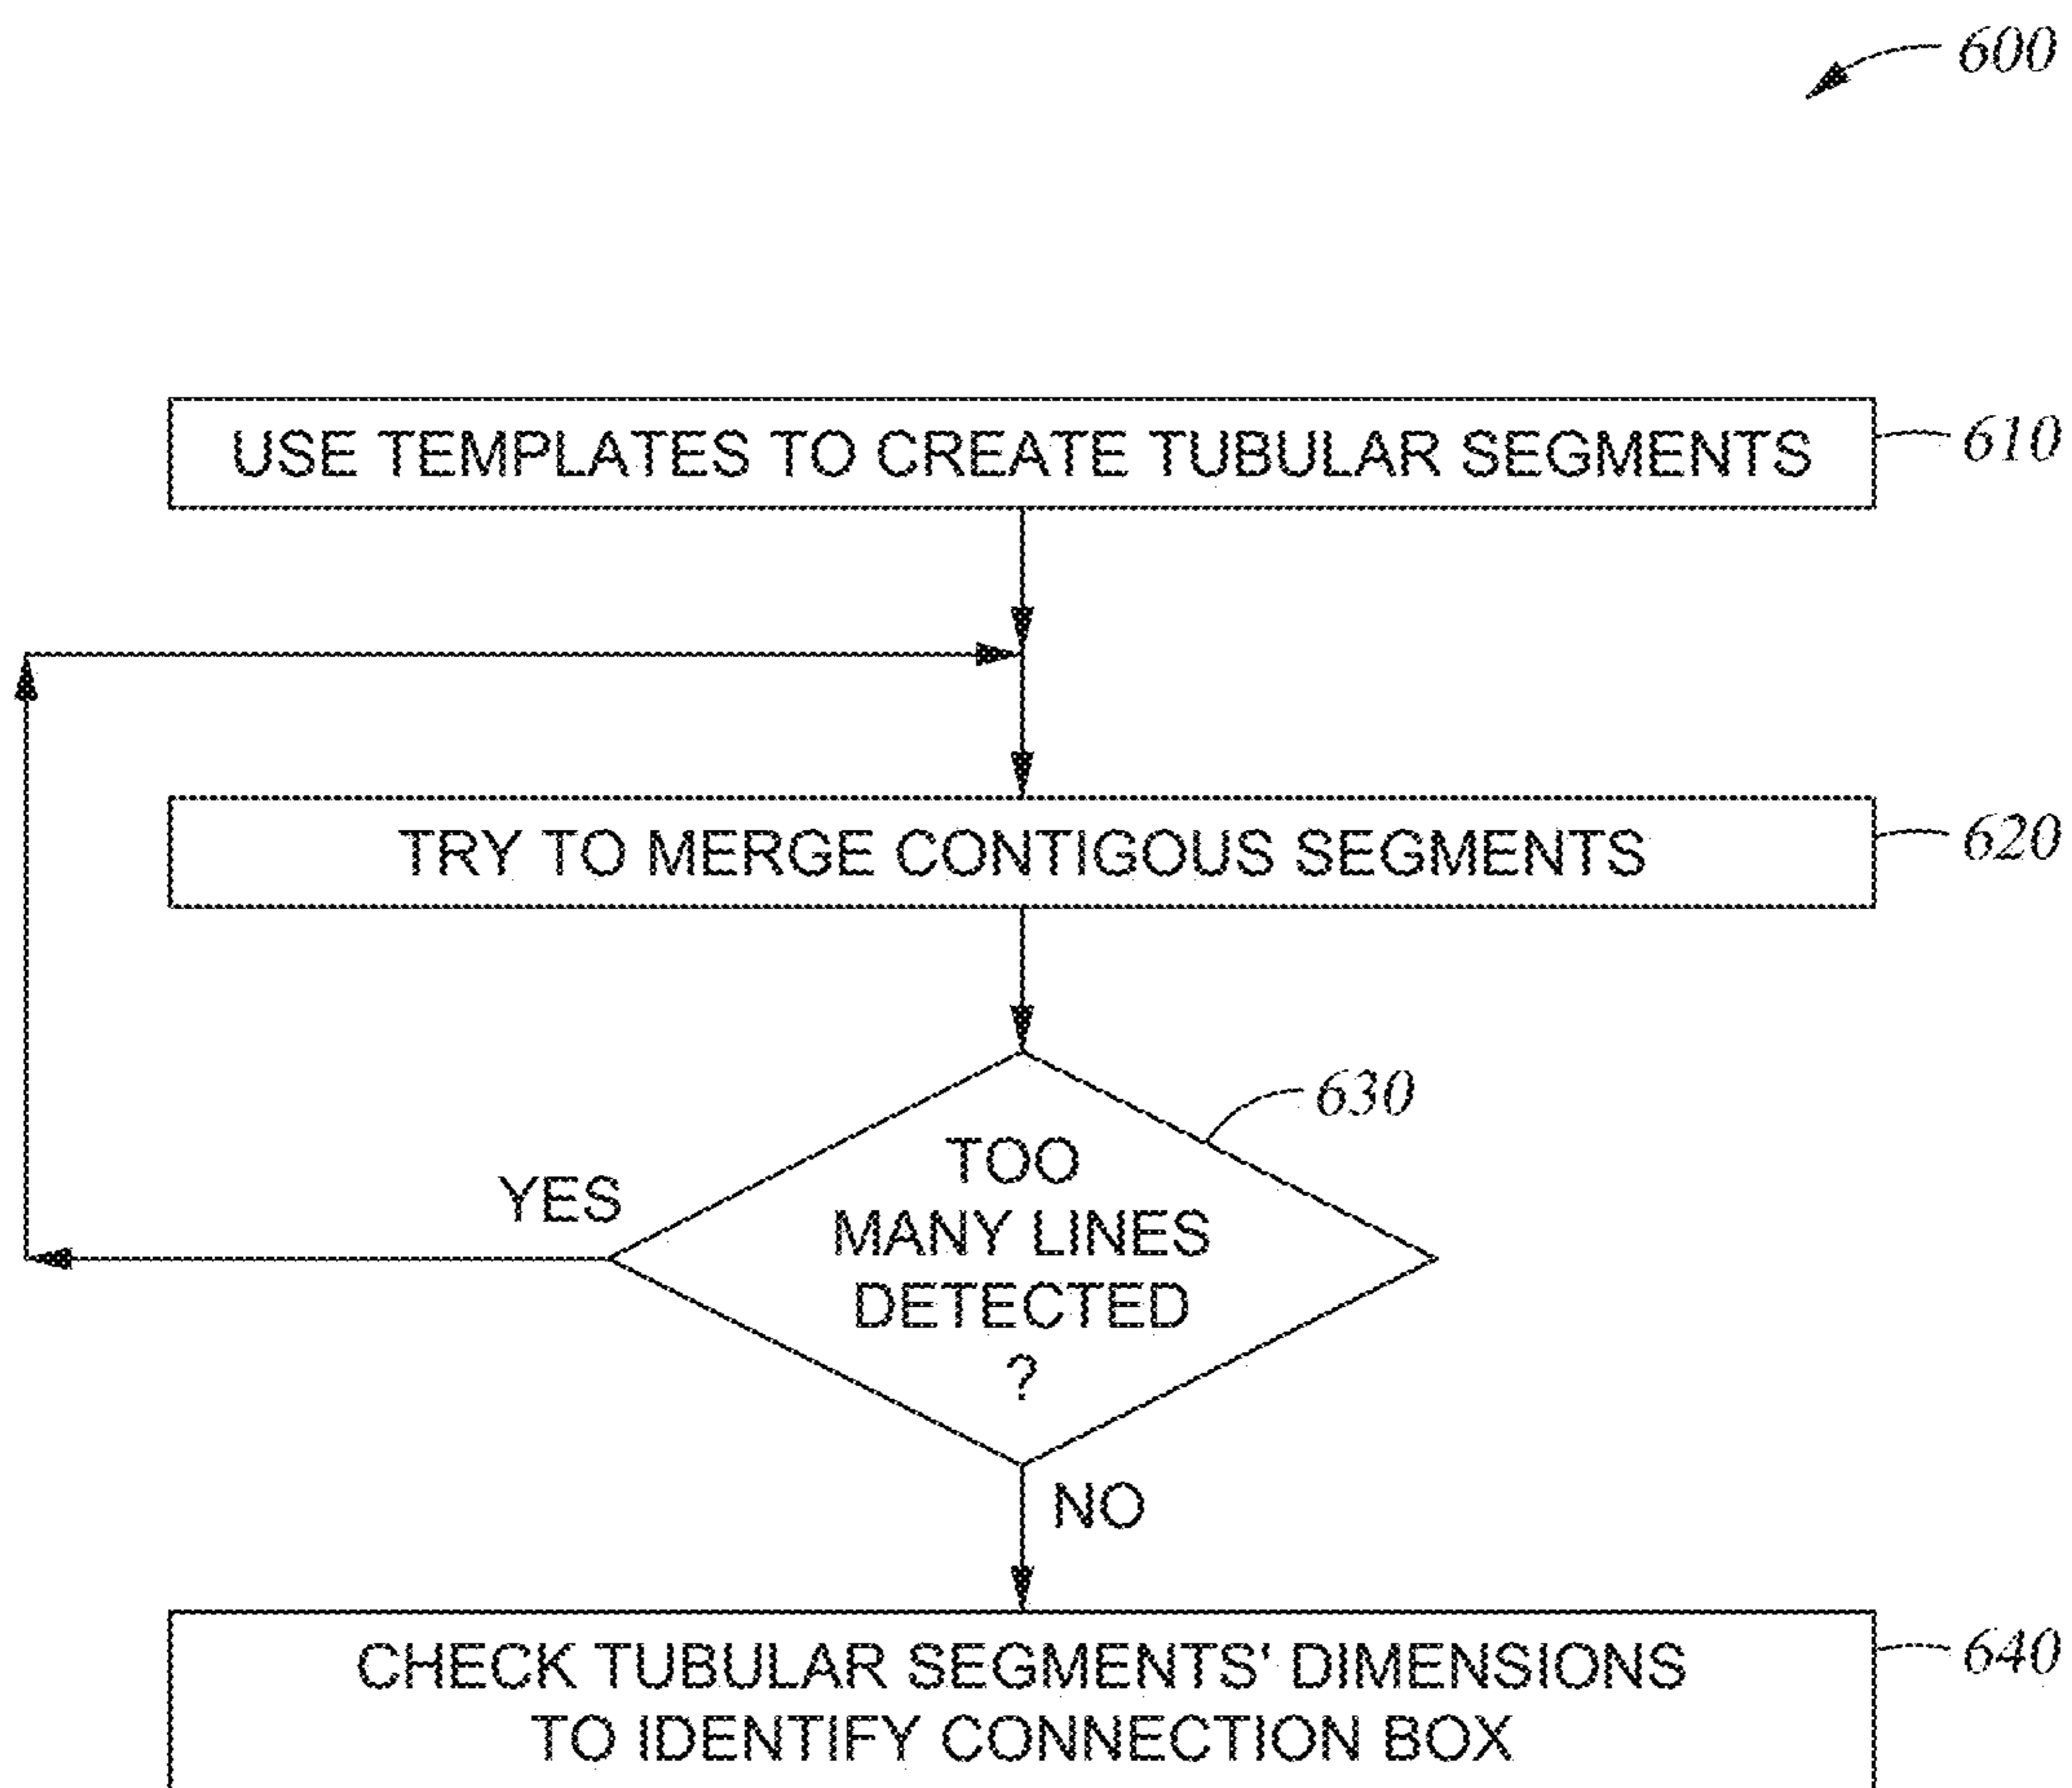 600
USE TEMPLATES TO CREATE TUBULAR SEGMENTS
610
TRY TO MERGE CONTIGOUS SEGMENTS
620
630
TOO
MANY LINES
DETECTED
?
YES
NO
CHECK TUBULAR SEGMENTS' DIMENSIONS
TO IDENTIFY CONNECTION BOX
640